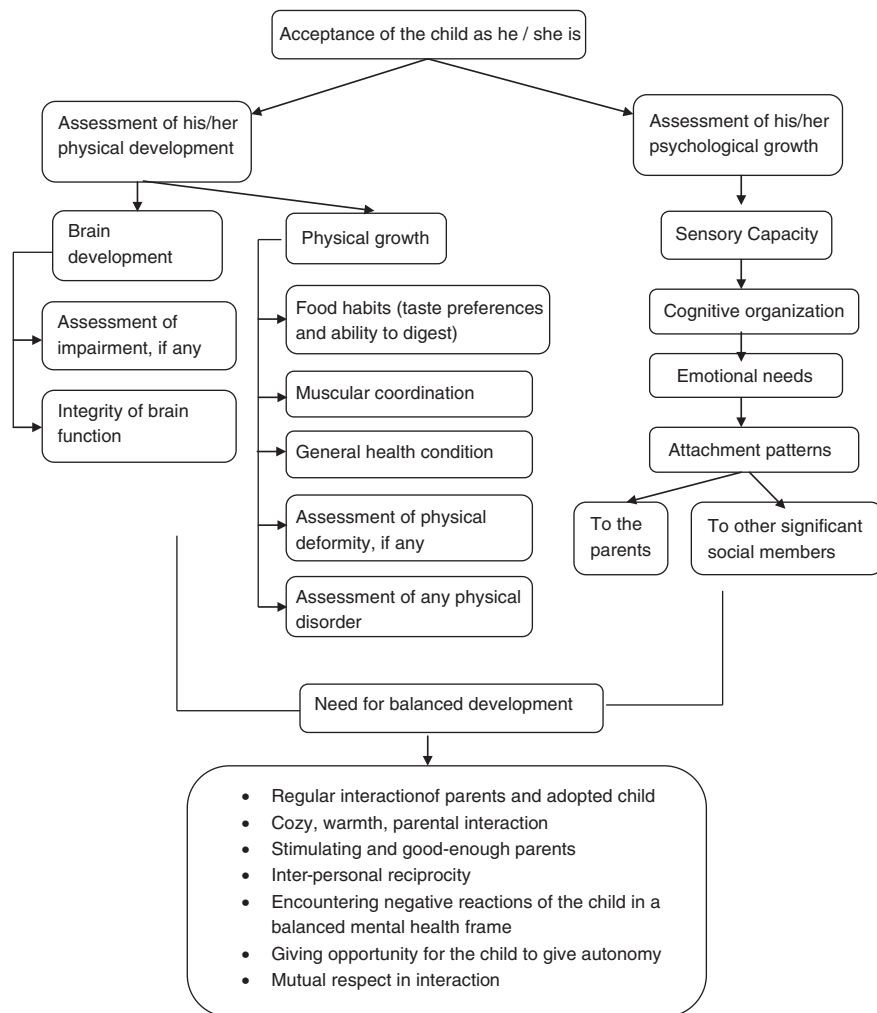 Acceptance of the child as he / she is
Assessment of his/her
physical development
Assessment of his/her
psychological growth
Brain
development
Physical growth
Sensory Capacity
Assessment of
impairment, if any
Food habits (taste preferences
and ability to digest)
Cognitive organization
Integrity of brain
function
Muscular coordination
Emotional needs
General health condition
Attachment patterns
Assessment of physical
deformity, if any
To the
parents
To other significant
social members
Assessment of any physical
disorder
Need for balanced development
• Regular interactionof parents and adopted child
• Cozy, warmth, parental interaction
• Stimulating and good-enough parents
• Inter-personal reciprocity
• Encountering negative reactions of the child in a
balanced mental health frame
• Giving opportunity for the child to give autonomy
• Mutual respect in interaction